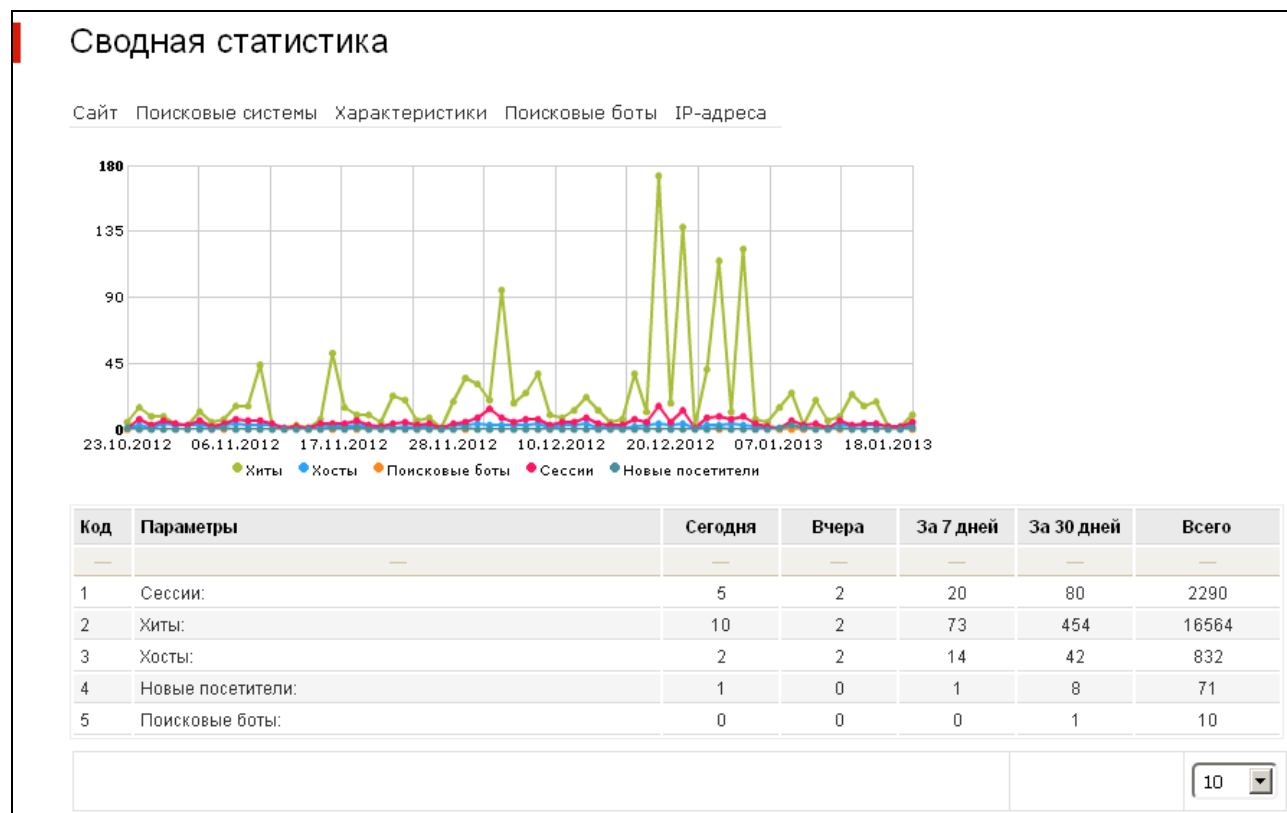 Сводная статистика
Сайт Поисковые системы Характеристики Поисковые боты IP-адреса
180
135
90
45
0
23.10.2012 06.11.2012 17.11.2012 28.11.2012 10.12.2012 20.12.2012 07.01.2013 18.01.2013
Хиты Хосты Поисковые боты Сессии Новые посетители
Код Параметры Сегодня Вчера За 7 дней За 30 дней Всего
— — — — — — —
1 Сессии: 5 2 20 80 2290
2 Хиты: 10 2 73 454 16564
3 Хосты: 2 2 14 42 832
4 Новые посетители: 1 0 1 8 71
5 Поисковые боты: 0 0 0 1 10
10